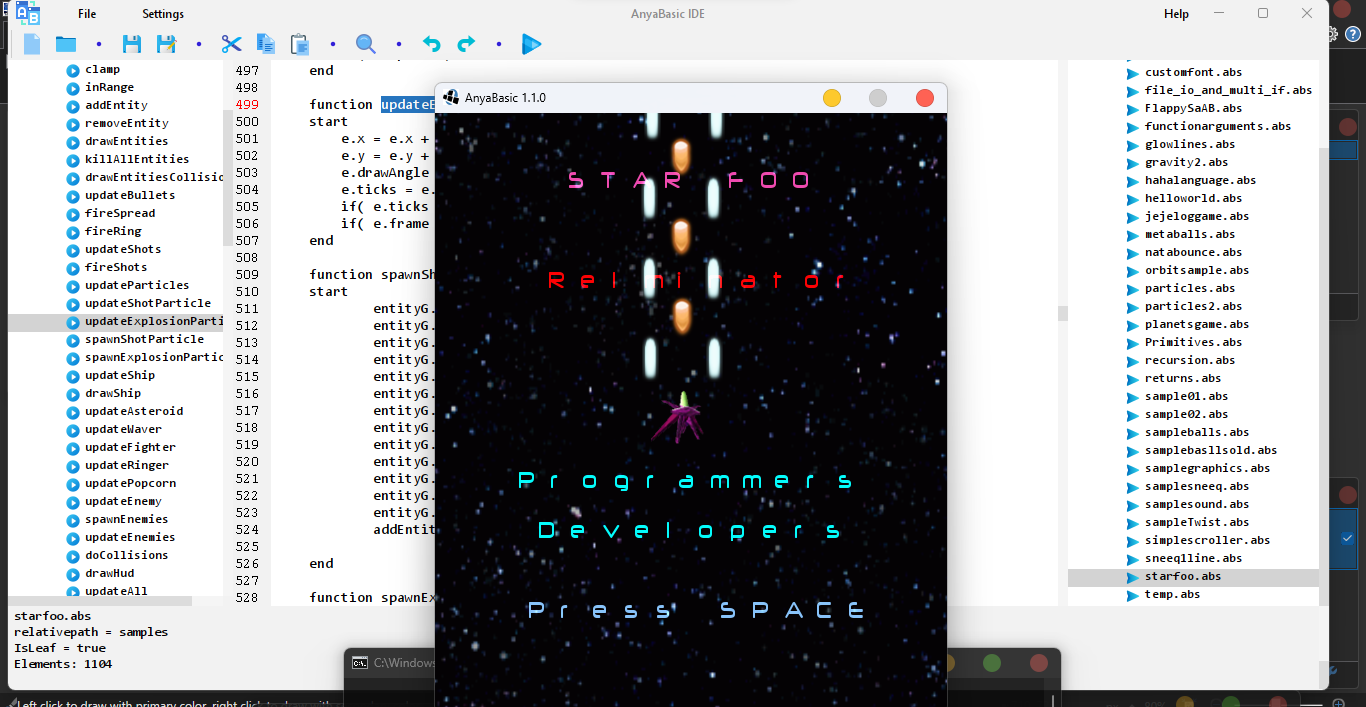 File Settings AnyaBasic IDE Help
clamp
inRange
addEntity
removeEntity
drawEntities
killAllEntities
drawEntitiesCollisio
updateBullets
fireSpread
fireRing
updateShots
fireShots
updateParticles
updateShotParticle
updateExplosionParti
spawnShotParticle
spawnExplosionPartic
updateShip
drawShip
updateAsteroid
updateWaver
updateFighter
updateRinger
updatePopcorn
updateEnemy
spawnEnemies
updateEnemies
doCollisions
drawHud
updateAll
starfoo.abs
relativepath = samples
IsLeaf = true
Elements: 1104
497 end
498
499 function updateE
500 start
501 e.x = e.x +
502 e.y = e.y +
503 e.drawAngle
504 e.ticks = e.
505 if( e.ticks
506 if( e.frame
507 end
508
509 function spawnSh
510 start
511 entityG.
512 entityG.
513 entityG.
514 entityG.
515 entityG.
516 entityG.
517 entityG.
518 entityG.
519 entityG.
520 entityG.
521 entityG.
522 entityG.
523 entityG.
524 addEntit
525
526 end
527
528 function spawnEx
AnyaBasic 1.1.0
STAR FOO
Relminator
Programmers
Developers
Press SPACE
C:\Windows
customfont.abs
file_io_and_multi_if.abs
FlappySaAB.abs
functionarguments.abs
glowlines.abs
gravity2.abs
hahalanguage.abs
helloworld.abs
jejeloggame.abs
metaballs.abs
natabounce.abs
orbitsample.abs
particles.abs
particles2.abs
planetsgame.abs
Primitives.abs
recursion.abs
returns.abs
sample01.abs
sample02.abs
sampleballs.abs
samplebasllsold.abs
samplegraphics.abs
samplesneeq.abs
samplesound.abs
sampleTwist.abs
simplescroller.abs
sneeqlline.abs
starfoo.abs
temp.abs
Left click to draw with primary color, right click to draw with